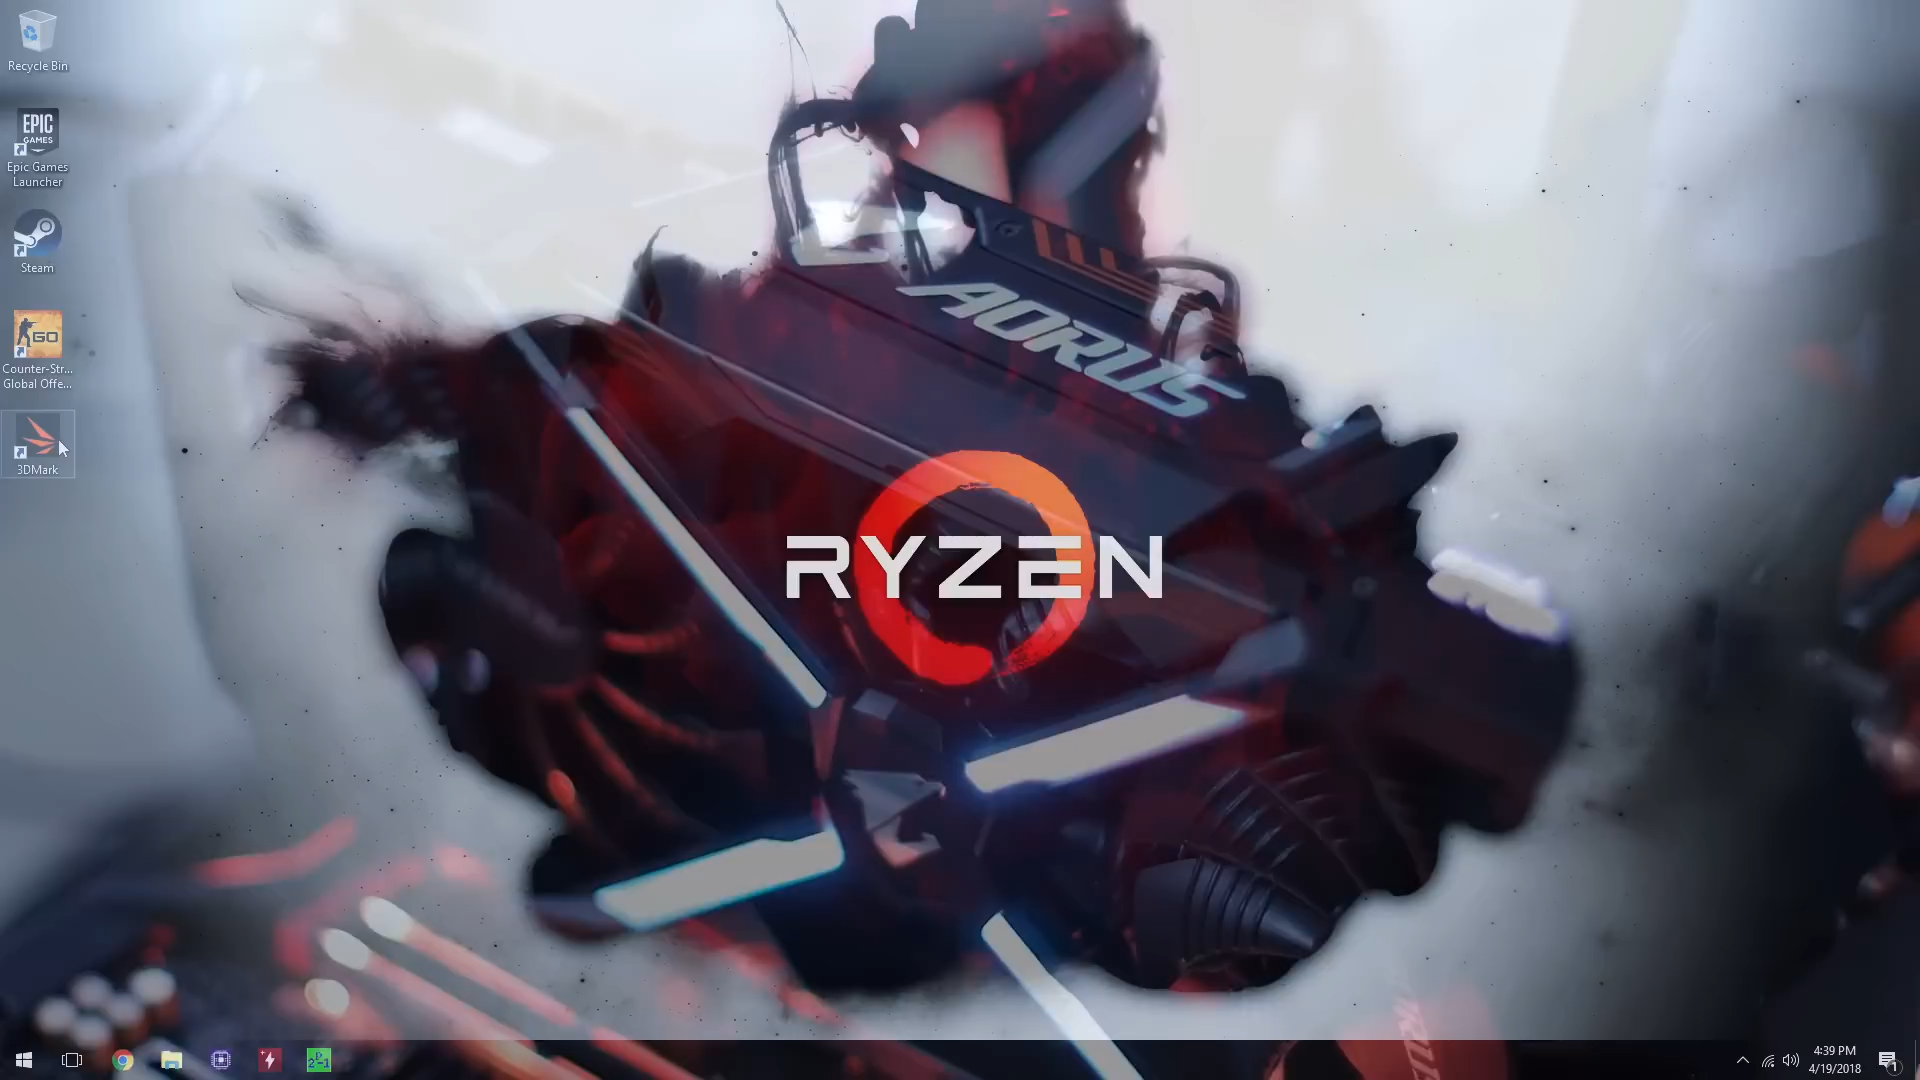 Recycle Bin
EPIC
GAMES
Epic Games
Launcher
Steam
GO
Counter-Str...
Global Offe...
3DMark
AORUS
RYZEN
4:39 PM
4/19/2018
1